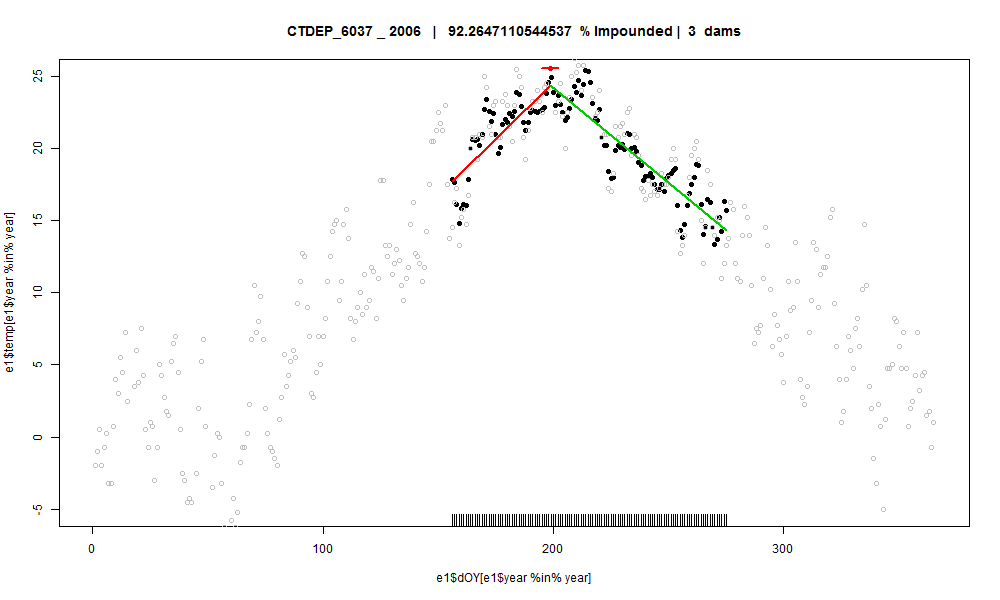 CTDEP_6037 _ 2006 | 92.2647110544537 % Impounded | 3 dams
e1$temp[e1$year %in% year]
25
20
15
10
5
0
-5
0 100 200 300
e1$dOY[e1$year %in% year]